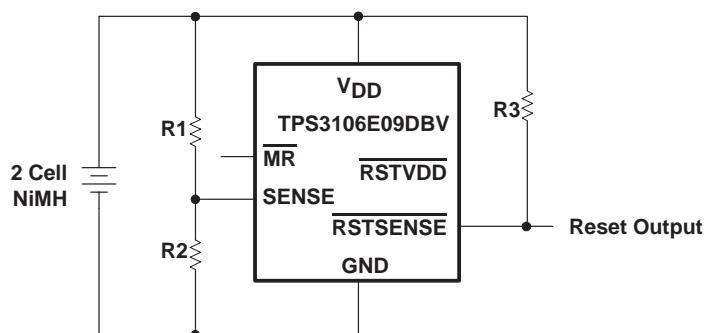 VDD
TPS3106E09DBV
R3
R1
MR
2 Cell
NiMH
RSTVDD
SENSE
RSTSENSE
Reset Output
R2
GND